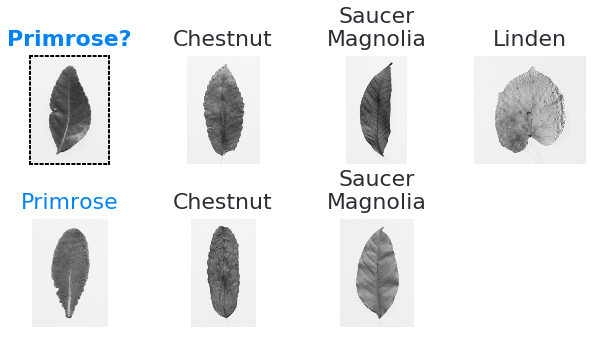 Primrose?
Chestnut
Saucer
Magnolia
Linden
Primrose
Chestnut
Saucer
Magnolia